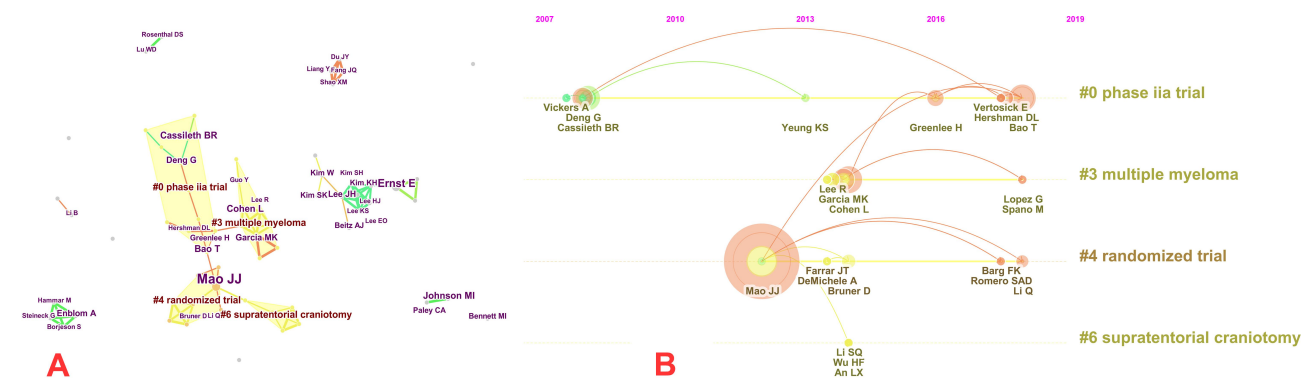 Rosenthal DS
Lu WD
Du JY
Liang Y Fang JQ
Shao XM
Cassileth BR
Deng G
#0 phase iia trial
Guo Y
Lee R
Cohen L
#3 multiple myeloma
Hershman DL
Greenlee H
Garcia MK
Bao T
Kim W
Kim SH
Kim KH
Ernst E
Kim SK
Lee JH
Lee HJ
Lee KS
Lee EO
Beitz AJ
Li B
Mao JJ
#4 randomized trial
Bruner D Li Q
#6 supratentorial craniotomy
Hammar M
Steineck G
Enblom A
Borjeson S
Johnson MI
Paley CA
Bennett MI
A
2007 2010 2013 2016 2019
Vickers A
Deng G
Cassileth BR
Yeung KS
Greenlee H
Vertosick E
Hershman DL
Bao T
#0 phase iia trial
Lee R
Garcia MK
Cohen L
Lopez G
Spano M
#3 multiple myeloma
Mao JJ
Farrar JT
DeMichele A
Bruner D
Barg FK
Romero SAD
Li Q
#4 randomized trial
Li SQ
Wu HF
An LX
#6 supratentorial craniotomy
B